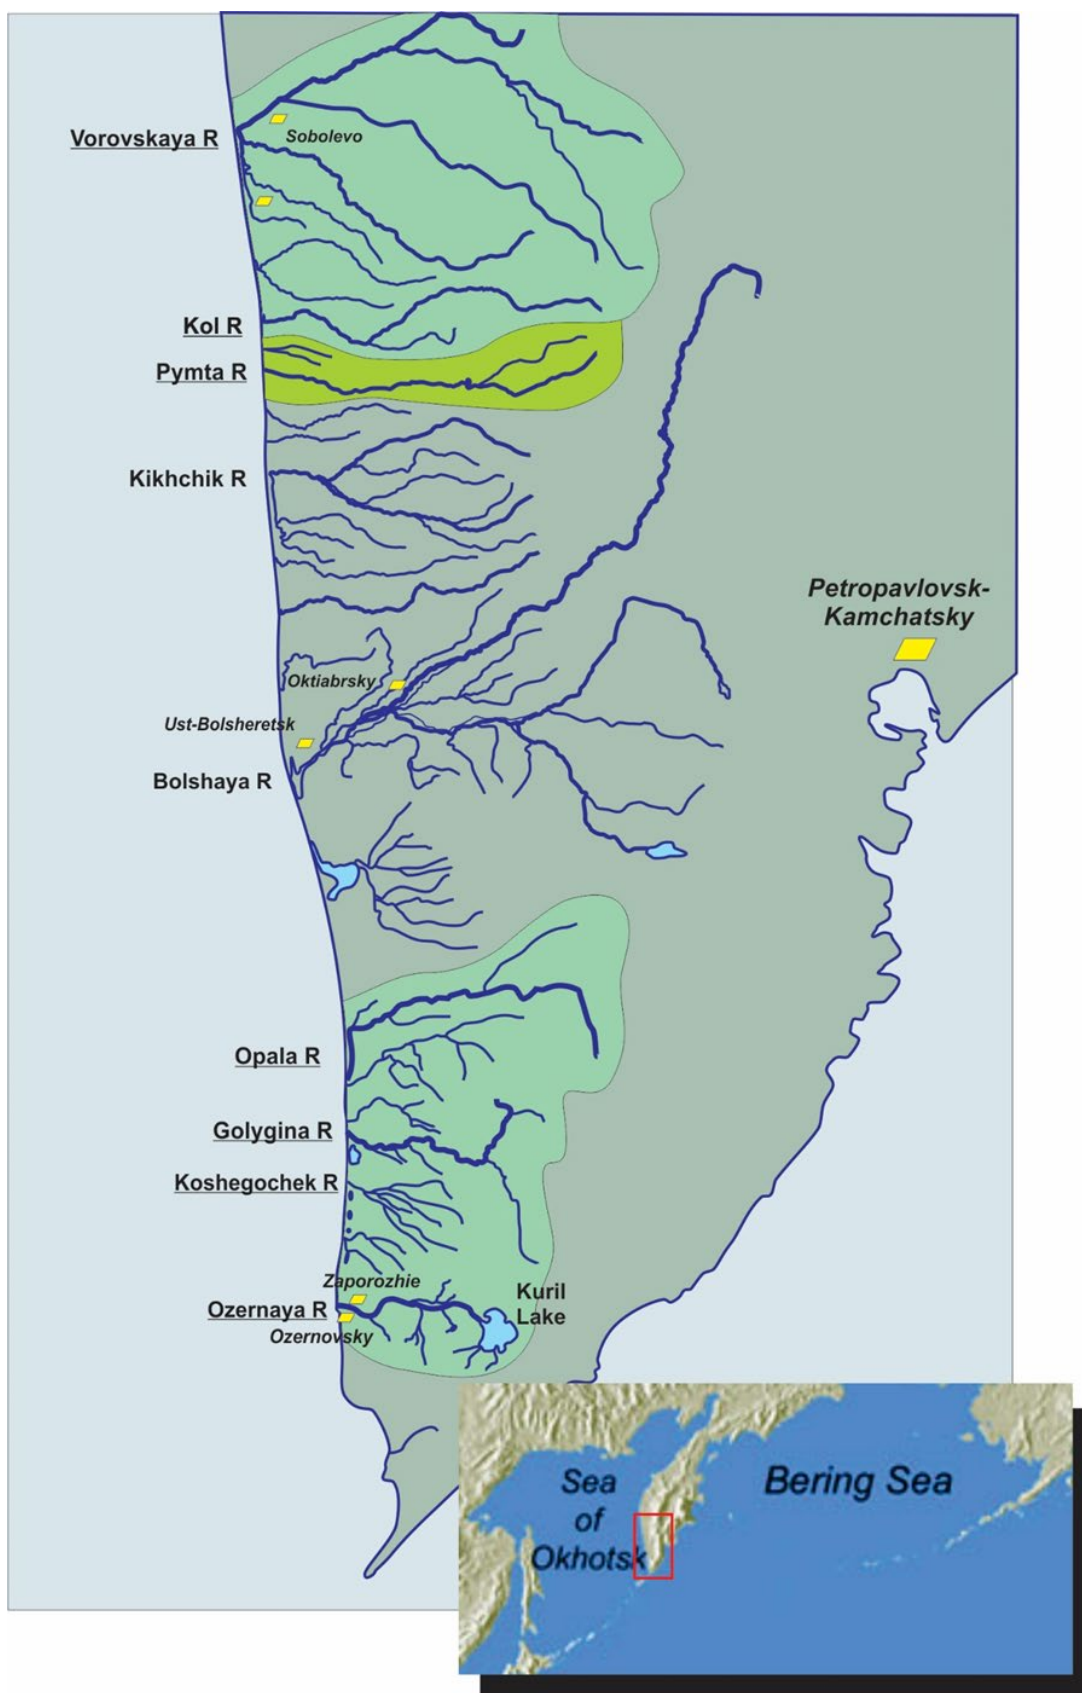 Vorovskaya R
Sobolevo
Kol R
Pymta R
Kikhchik R
Petropavlovsk-
Kamchatsky
Oktiabrsky
Ust-Bolsheretsk
Bolshaya R
Opala R
Golygina R
Koshegochek R
Zaporozhie
Ozernaya R
Ozernovsky
Kuril
Lake
Sea
of
Okhotsk
Bering Sea